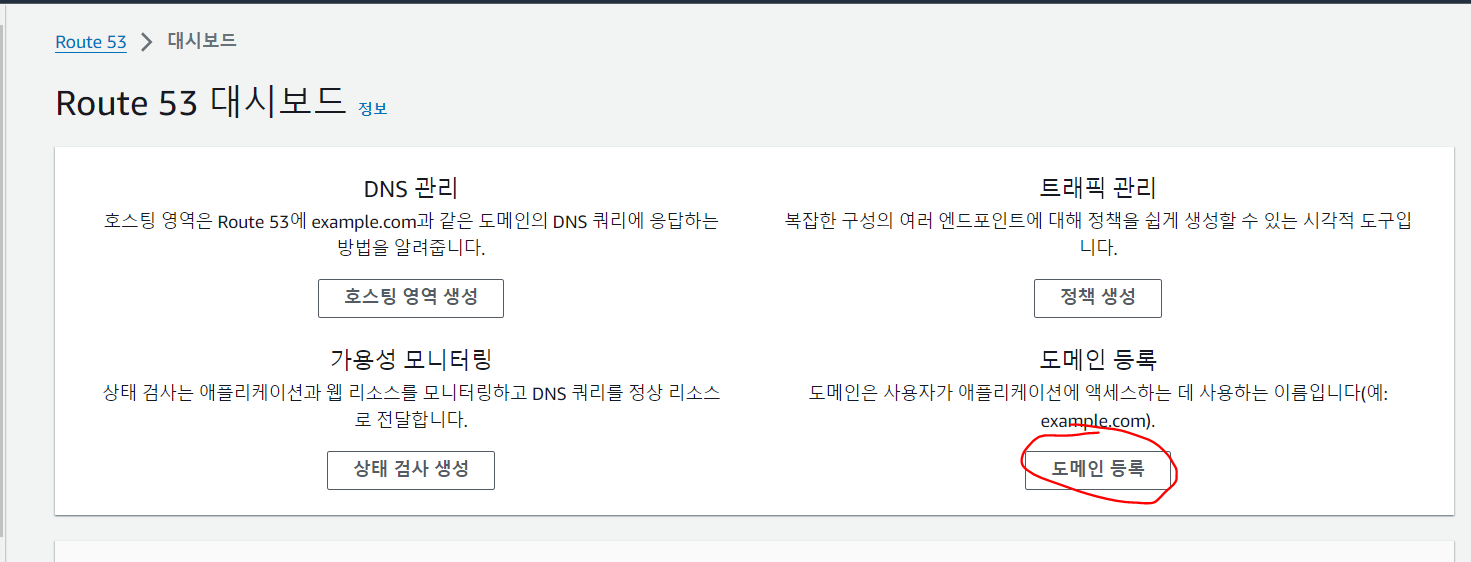 Route 53 > 대시보드
Route 53 대시보드 정보
DNS 관리
호스팅 영역은 Route 53에 example.com과 같은 도메인의 DNS 쿼리에 응답하는
방법을 알려줍니다.
호스팅 영역 생성
트래픽 관리
복잡한 구성의 여러 엔드포인트에 대해 정책을 쉽게 생성할 수 있는 시각적 도구입
니다.
정책 생성
가용성 모니터링
상태 검사는 애플리케이션과 웹 리소스를 모니터링하고 DNS 쿼리를 정상 리소스
로 전달합니다.
상태 검사 생성
도메인 등록
도메인은 사용자가 애플리케이션에 액세스하는 데 사용하는 이름입니다(예:
example.com).
도메인 등록